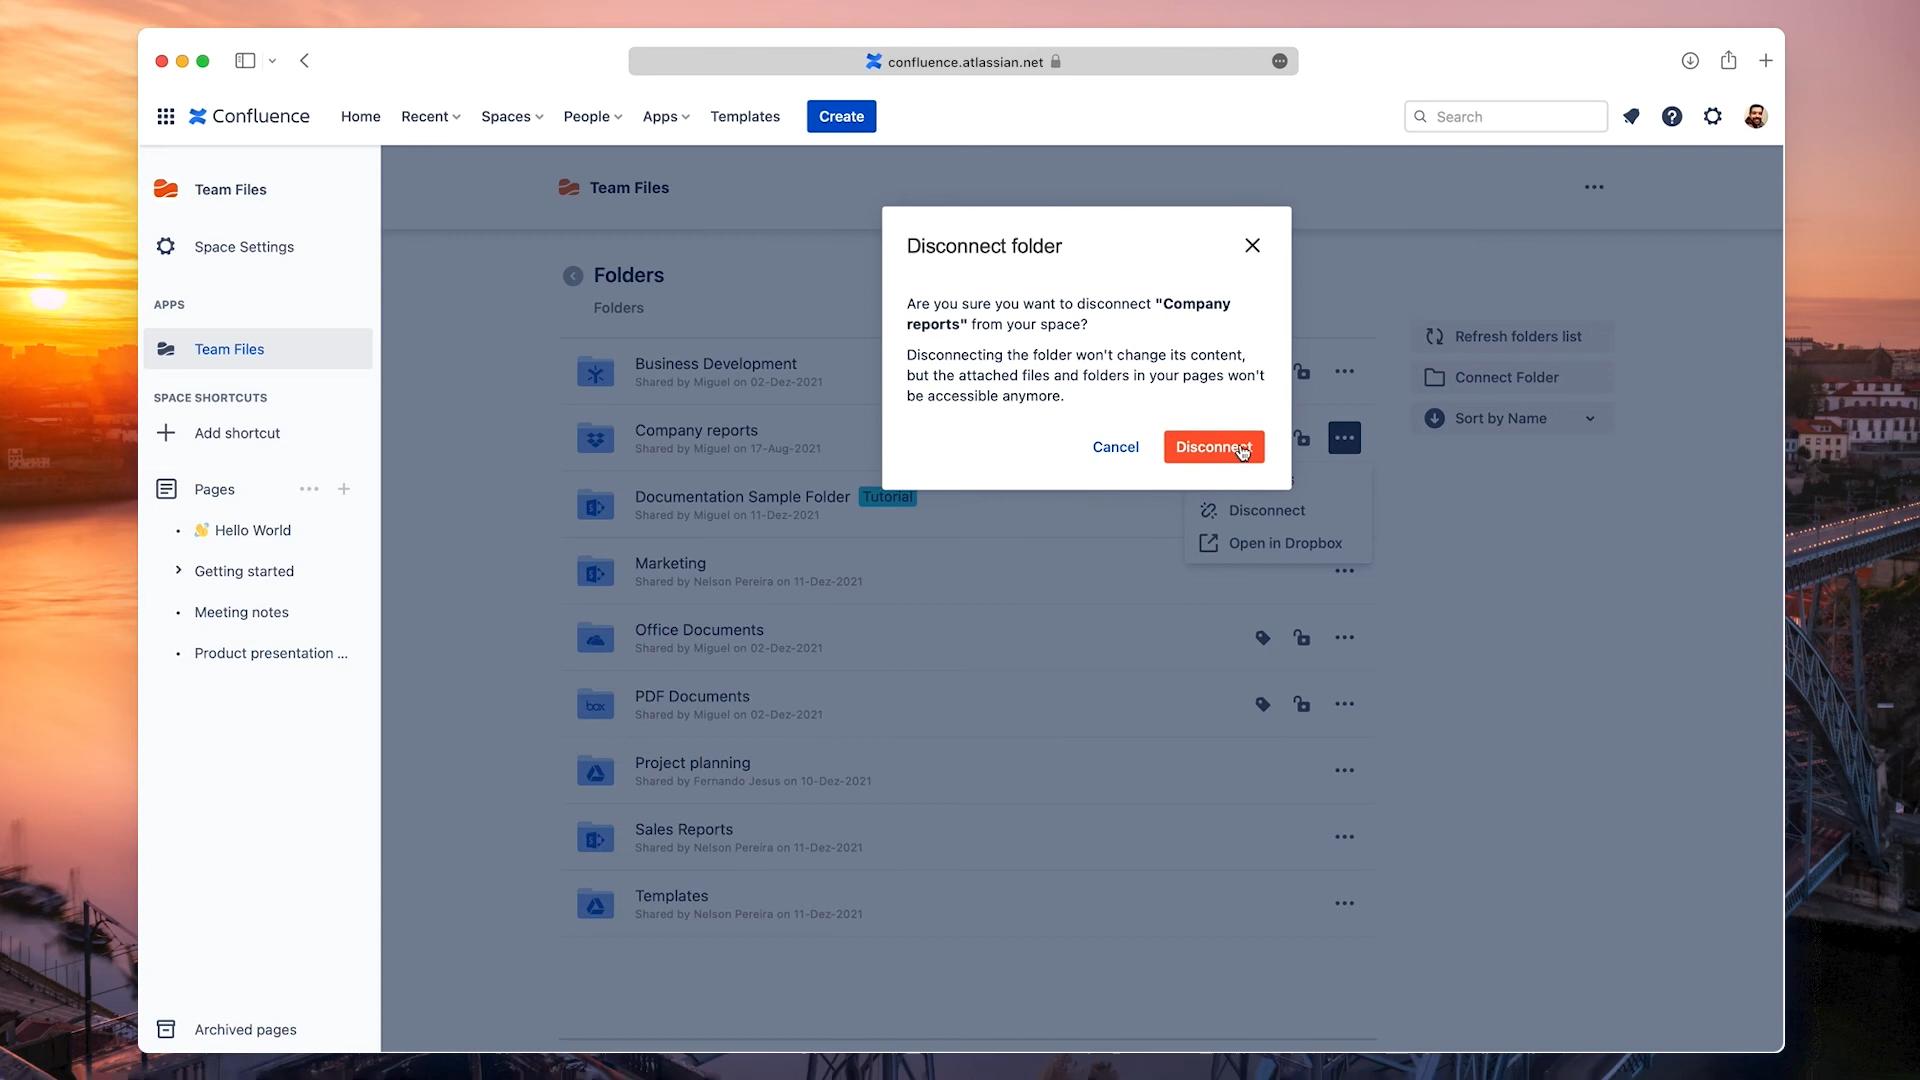 confluence.atlassian.net
Confluence
Home
Recent
Spaces
People
Apps
Templates
Create
Search
Team Files
Space Settings
APPS
Team Files
SPACE SHORTCUTS
Add shortcut
Pages
👋 Hello World
Getting started
Meeting notes
Product presentation ...
Archived pages
Team Files
Folders
Folders
Business Development
Shared by Miguel on 02-Dez-2021
Company reports
Shared by Miguel on 17-Aug-2021
Documentation Sample Folder Tutorial
Shared by Miguel on 11-Dez-2021
Marketing
Shared by Nelson Pereira on 11-Dez-2021
Office Documents
Shared by Miguel on 02-Dez-2021
box
PDF Documents
Shared by Miguel on 02-Dez-2021
Project planning
Shared by Fernando Jesus on 10-Dez-2021
Sales Reports
Shared by Nelson Pereira on 11-Dez-2021
Templates
Shared by Nelson Pereira on 11-Dez-2021
Disconnect folder
Are you sure you want to disconnect "Company
reports" from your space?
Disconnecting the folder won't change its content,
but the attached files and folders in your pages won't
be accessible anymore.
Cancel
Disconnect
Disconnect
Open in Dropbox
Refresh folders list
Connect Folder
Sort by Name